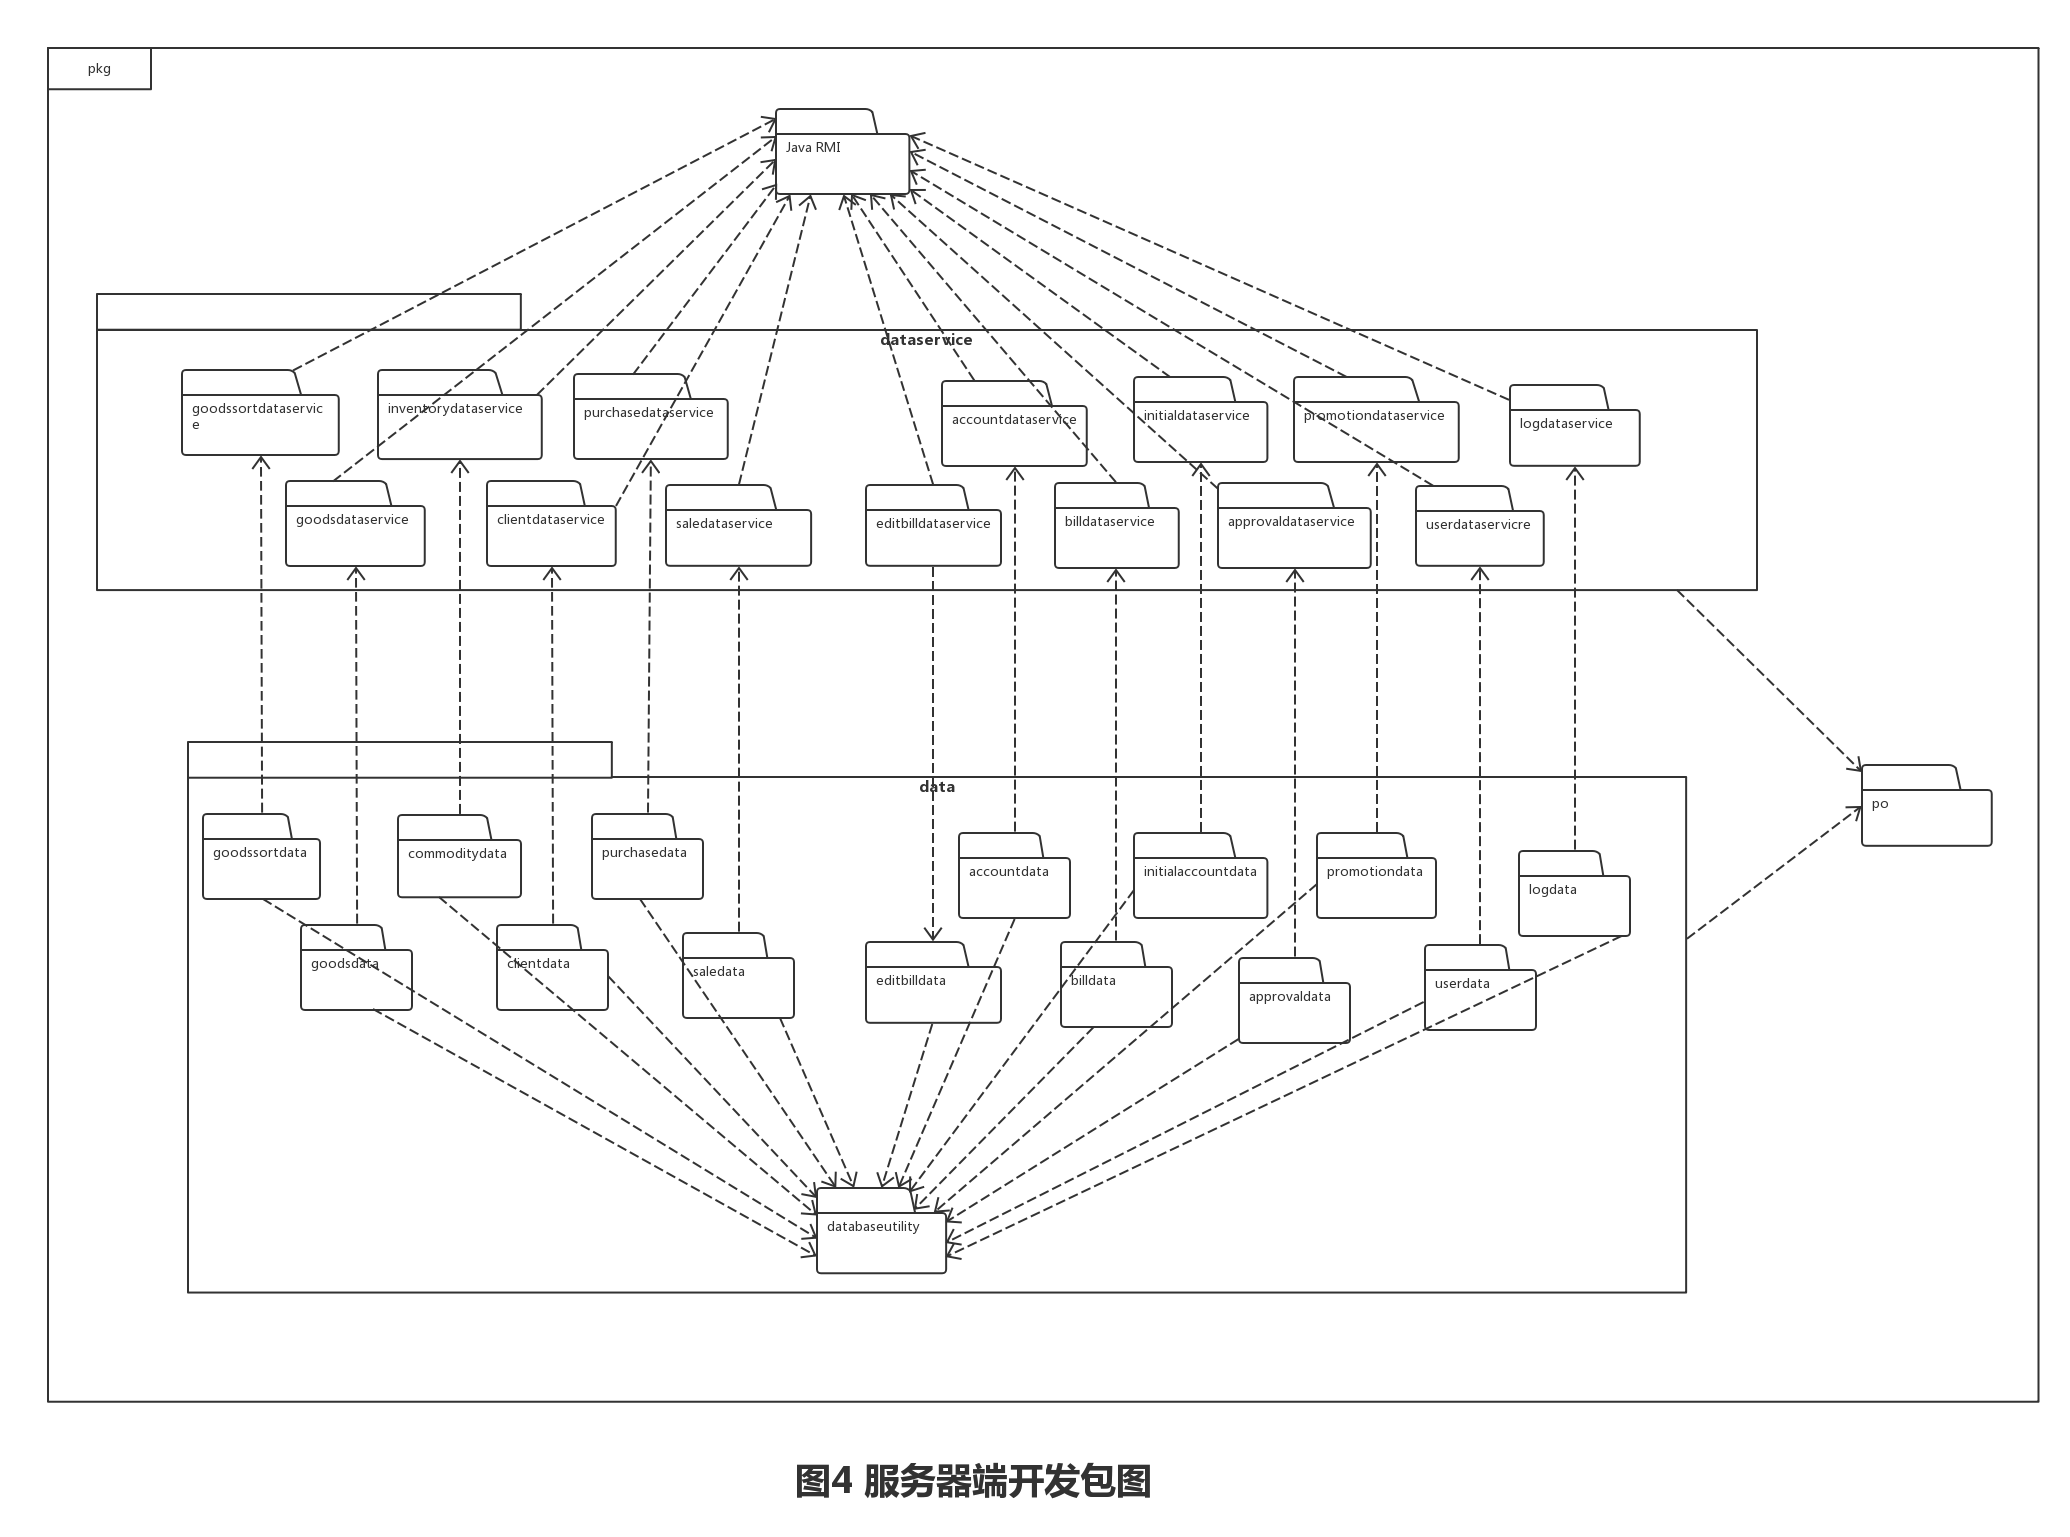 pkg
Java RMI
dataservice
goodssortdataservic
e
inventorydataservice
purchasedataservice
accountdataservice
initialdataservice
promotiondataservice
logdataservice
goodsdataservice
clientdataservice
saledataservice
editbilldataservice
billdataservice
approvaldataservice
userdataservicre
data
po
goodssortdata
commoditydata
purchasedata
accountdata
initialaccountdata
promotiondata
logdata
goodsdata
clientdata
saledata
editbilldata
billdata
approvaldata
userdata
databaseutility
图4 服务器端开发包图